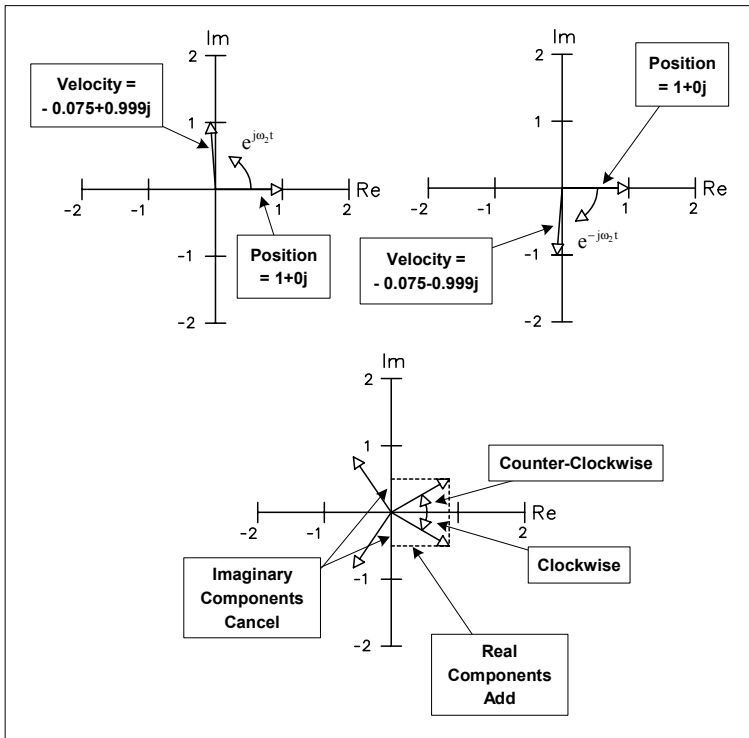 Im
2
Velocity =
- 0.075+0.999j
1
e^{jω₂t}
-2
-1
1
2
Re
Position
= 1+0j
-1
-2
Im
2
Position
= 1+0j
1
-2
-1
1
2
Re
e^{-jω₂t}
Velocity =
- 0.075-0.999j
-1
-2
Im
2
1
Counter-Clockwise
-2
-1
2
Re
Clockwise
Imaginary
Components
Cancel
-1
-2
Real
Components
Add